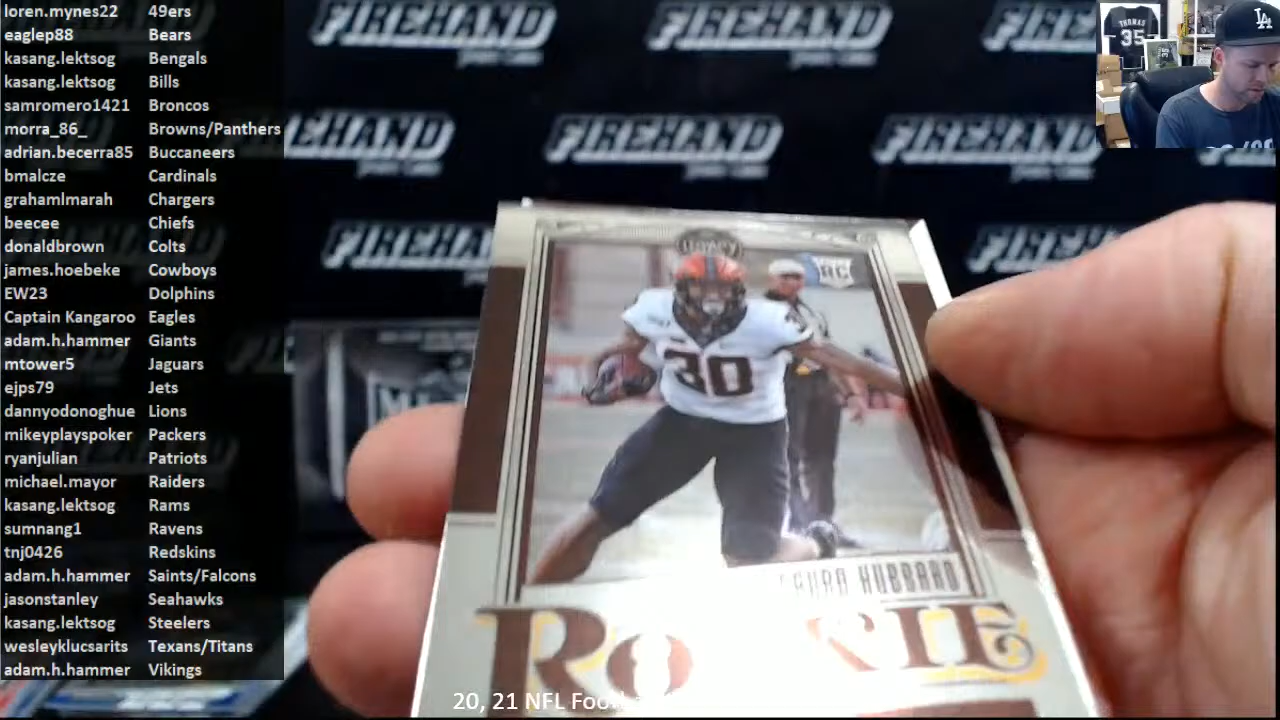 loren.mynes22 49ers
eaglep88 Bears
kasang.lektsog Bengals
kasang.lektsog Bills
samromero1421 Broncos
morra_86_ Browns/Panthers
adrian.becerra85 Buccaneers
bmalcze Cardinals
grahamlmarah Chargers
beecee Chiefs
donaldbrown Colts
james.hoebeke Cowboys
EW23 Dolphins
Captain Kangaroo Eagles
adam.h.hammer Giants
mtower5 Jaguars
ejps79 Jets
dannyodonoghue Lions
mikeyplayspoker Packers
ryanjulian Patriots
michael.mayor Raiders
kasang.lektsog Rams
sumnang1 Ravens
tnj0426 Redskins
adam.h.hammer Saints/Falcons
jasonstanley Seahawks
kasang.lektsog Steelers
wesleyklucsarits Texans/Titans
adam.h.hammer Vikings
FIREHAND FIREHAND
FIREHAND FIREHAND
FIREHAND
THOMAS
35
LA
Legacy
RC
30
HUBBARD
ROOKIE
20, 21 NFL